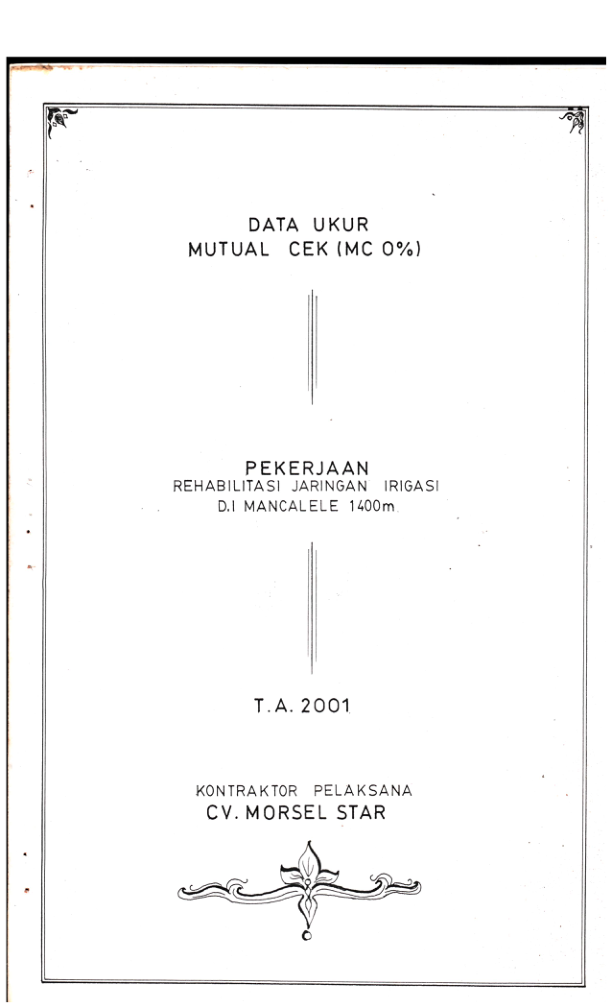 DATA UKUR
MUTUAL CEK (MC 0%)
PEKERJAAN
REHABILITASI JARINGAN IRIGASI
D.I MANCALELE 1400m
T.A. 2001
KONTRAKTOR PELAKSANA
CV. MORSEL STAR